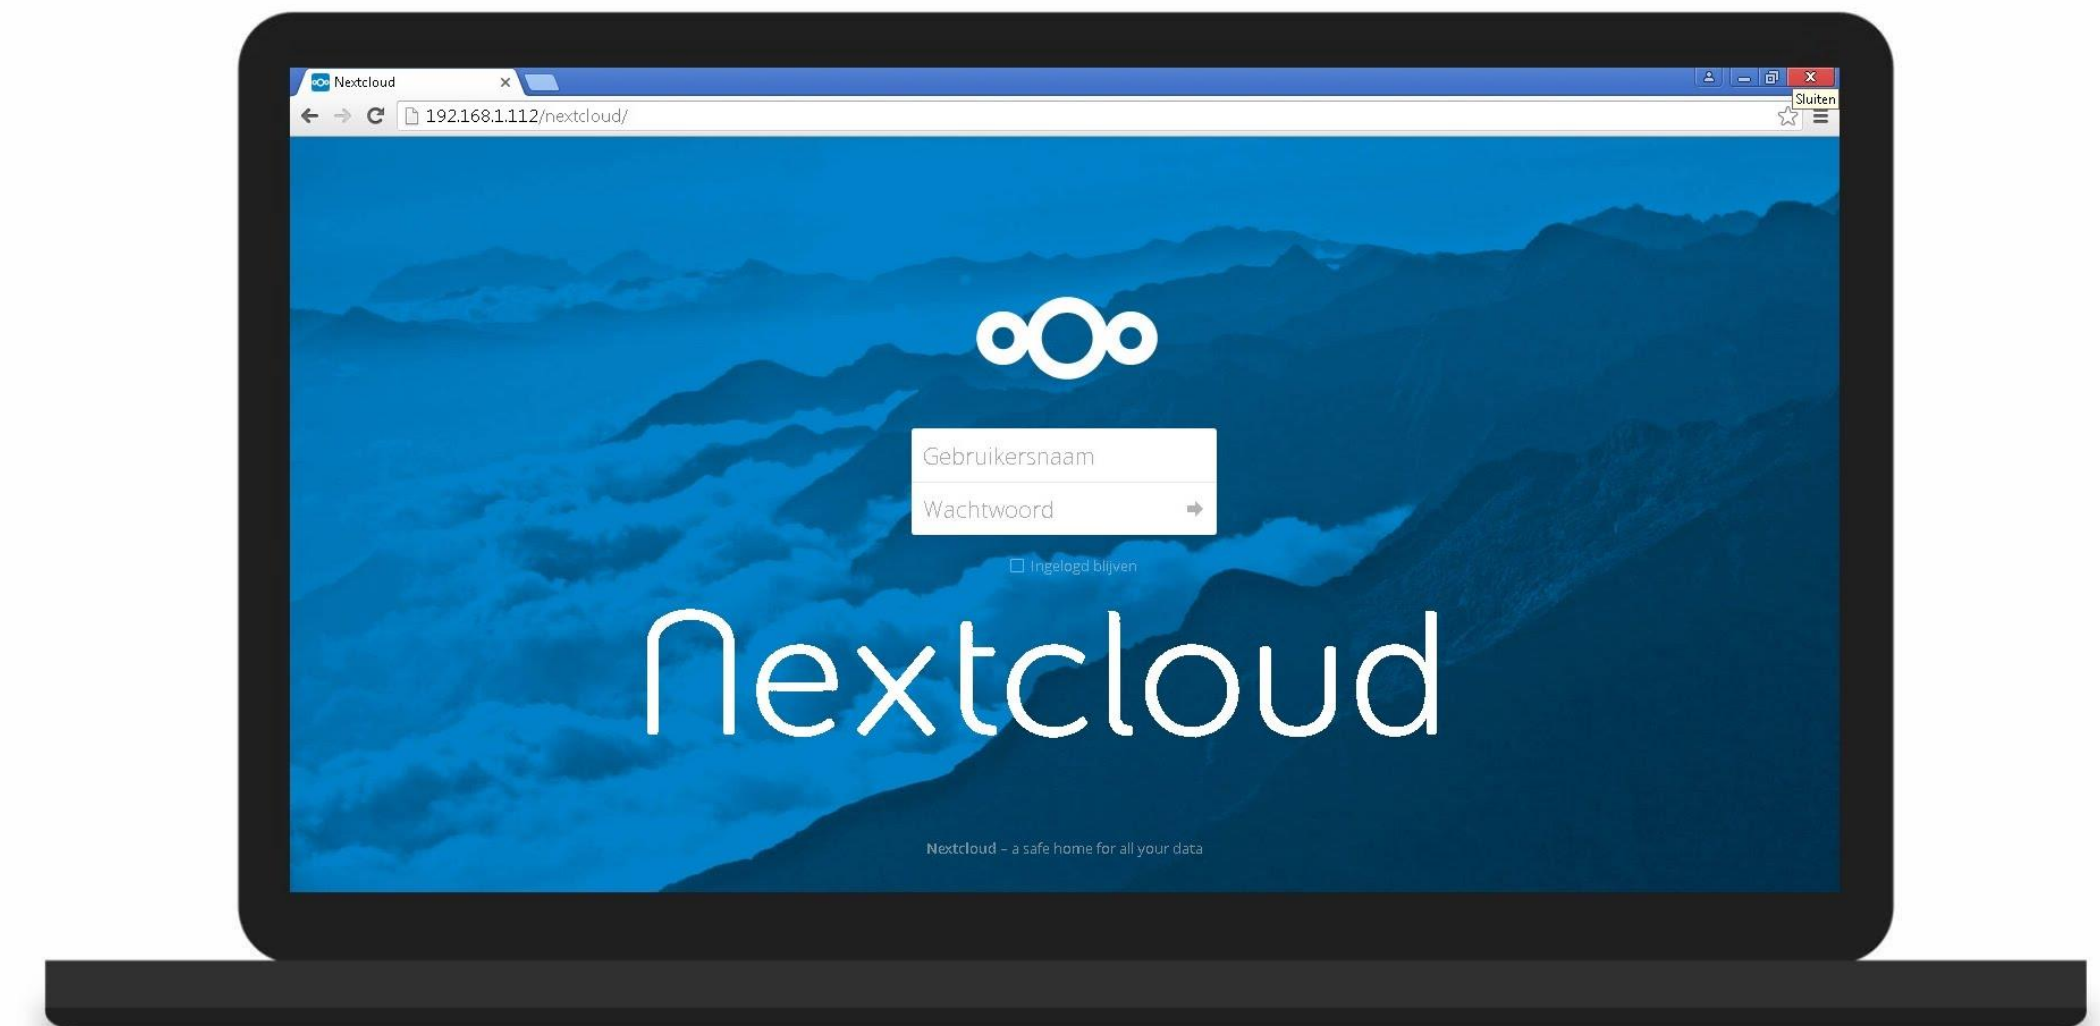 Nextcloud
Sluiten
192.168.1.112/nextcloud/
Gebruikersnaam
Wachtwoord
Ingelogd blijven
Nextcloud
Nextcloud – a safe home for all your data